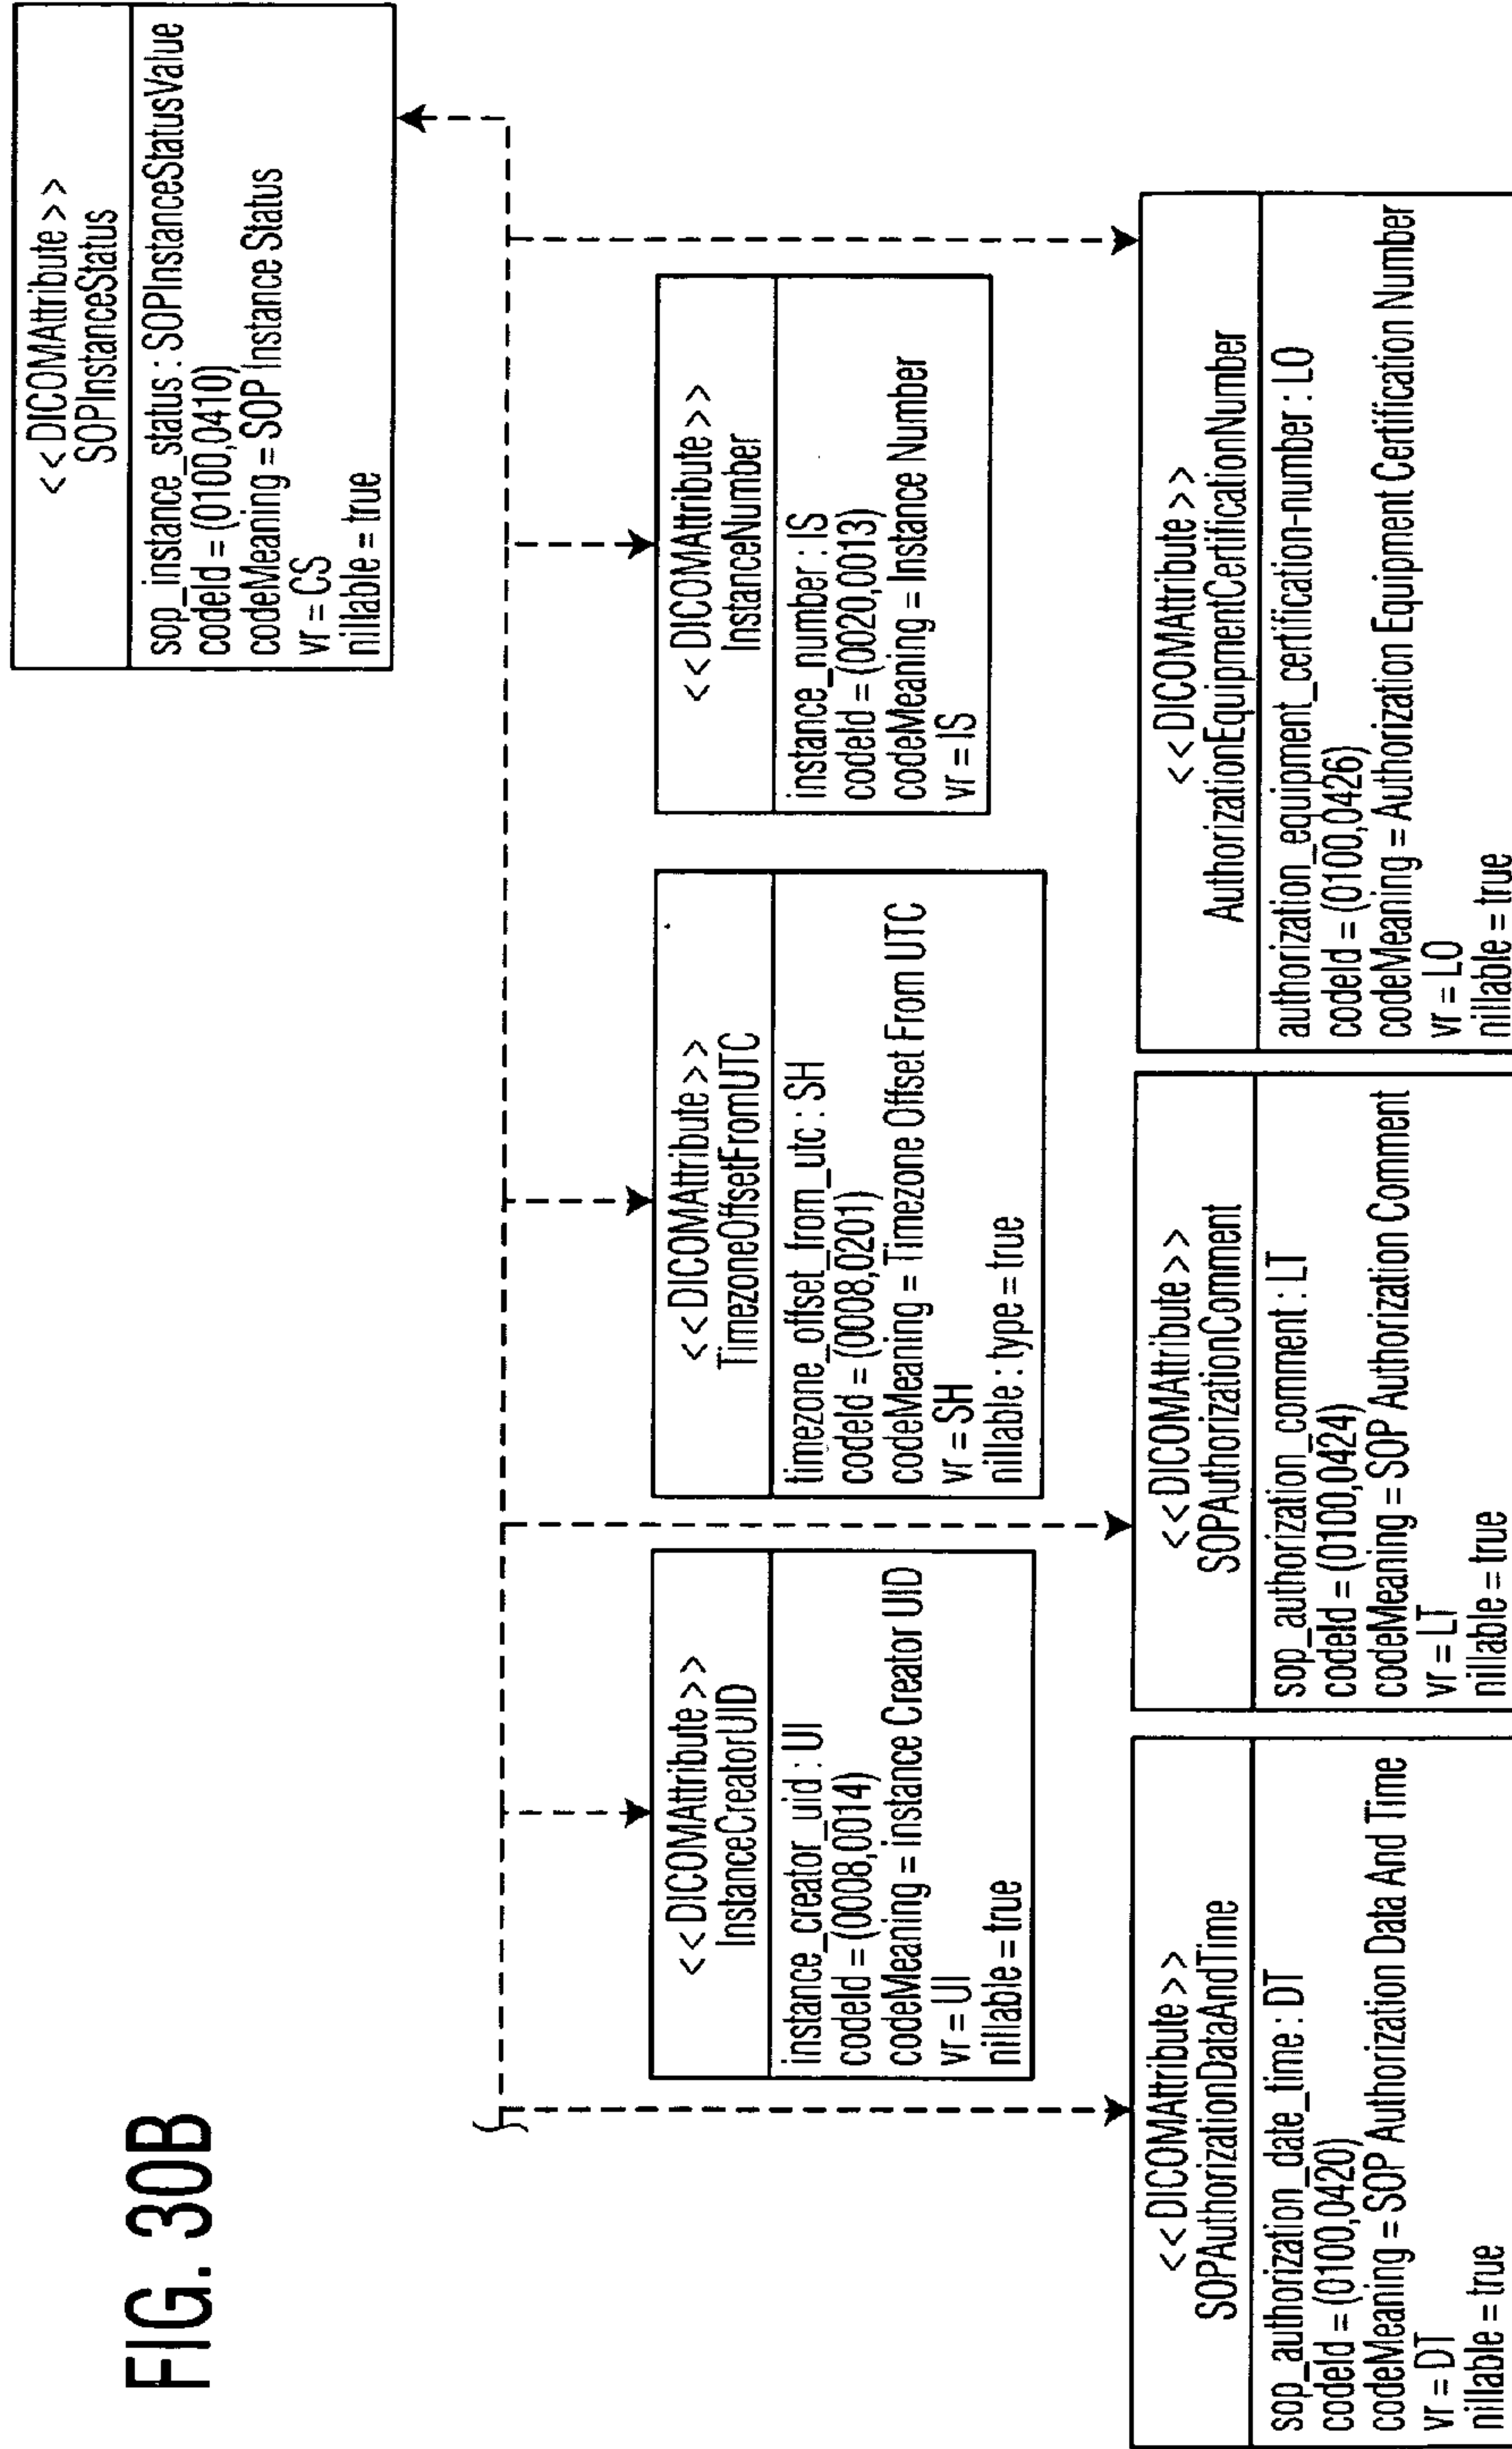 FIG. 30B
<<DICOMAttribute>>
SOPInstanceStatus
sop_instance_status : SOPInstanceStatusValue
codeId = (0100,0410)
codeMeaning = SOP Instance Status
vr = CS
nillable = true
<<DICOMAttribute>>
InstanceCreatorUID
instance_creator_uid : UI
codeId = (0008,0014)
codeMeaning = instance Creator UID
vr = UI
nillable = true
<<DICOMAttribute>>
TimezoneOffsetFromUTC
timezone_offset_from_utc : SH
codeId = (0008,0201)
codeMeaning = Timezone Offset From UTC
vr = SH
nillable : type = true
<<DICOMAttribute>>
InstanceNumber
instance_number : IS
codeId = (0020,0013)
codeMeaning = Instance Number
vr = IS
<<DICOMAttribute>>
SOPAuthorizationDataAndTime
sop_authorization_date_time : DT
codeId = (0100,0420)
codeMeaning = SOP Authorization Data And Time
vr = DT
nillable = true
<<DICOMAttribute>>
SOPAuthorizationComment
sop_authorization_comment : LT
codeId = (0100,0424)
codeMeaning = SOP Authorization Comment
vr = LT
nillable = true
<<DICOMAttribute>>
AuthorizationEquipmentCertificationNumber
authorization_equipment_certification-number : LO
codeId = (0100,0426)
codeMeaning = Authorization Equipment Certification Number
vr = LO
nillable = true